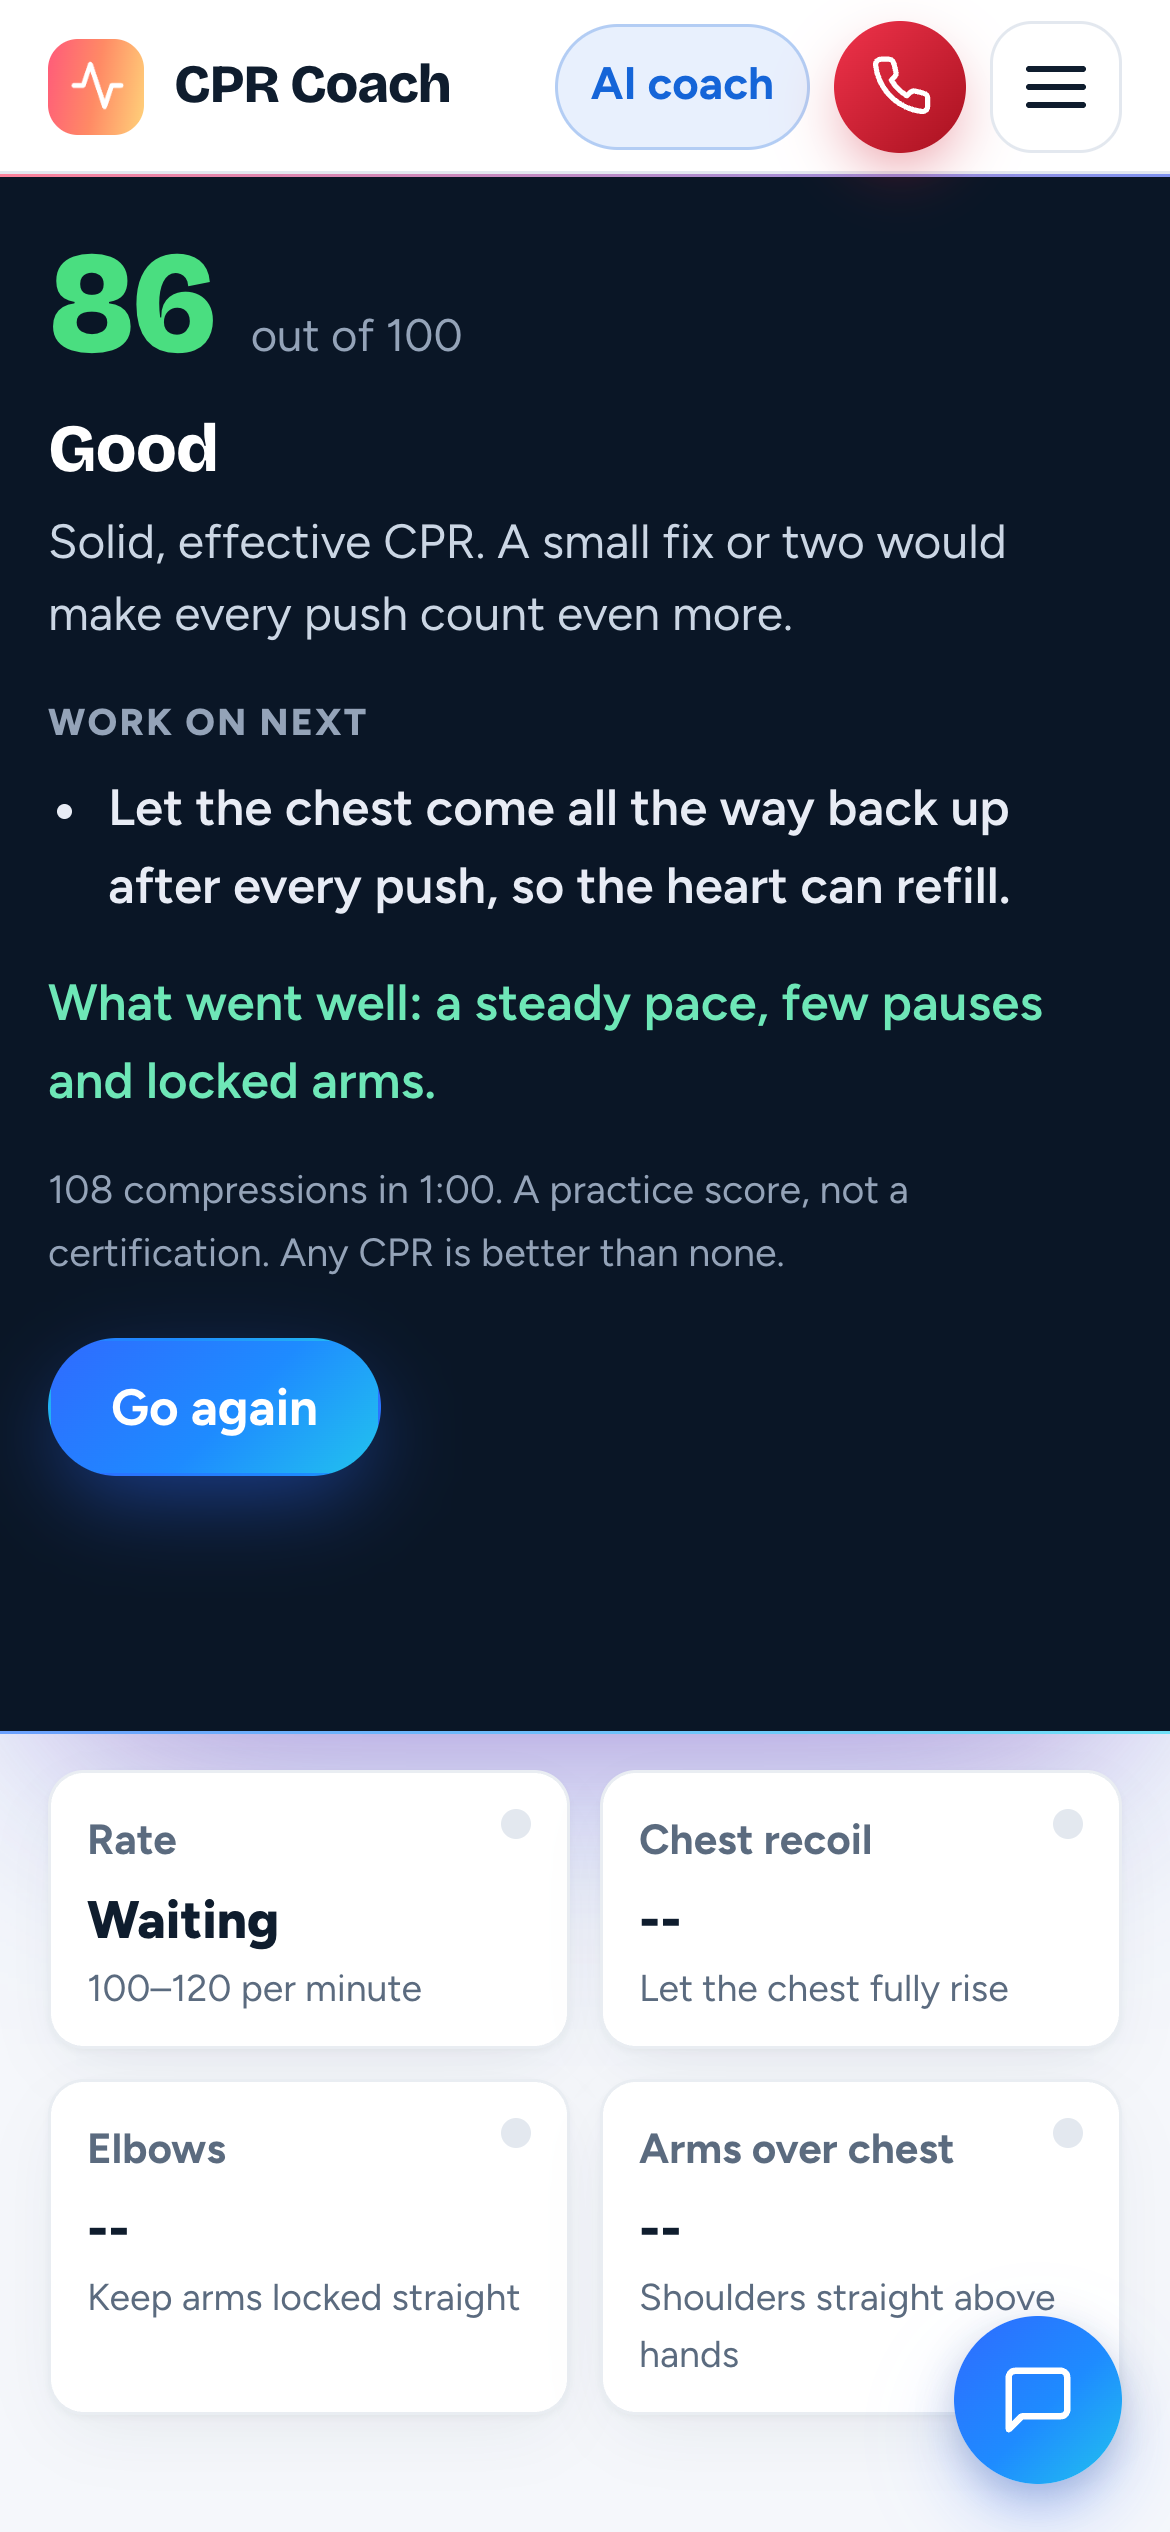 CPR Coach
AI coach
86 out of 100
Good
Solid, effective CPR. A small fix or two would
make every push count even more.
WORK ON NEXT
• Let the chest come all the way back up
after every push, so the heart can refill.
What went well: a steady pace, few pauses
and locked arms.
108 compressions in 1:00. A practice score, not a
certification. Any CPR is better than none.
Go again
Rate
Waiting
100–120 per minute
Chest recoil
--
Let the chest fully rise
Elbows
--
Keep arms locked straight
Arms over chest
--
Shoulders straight above
hands